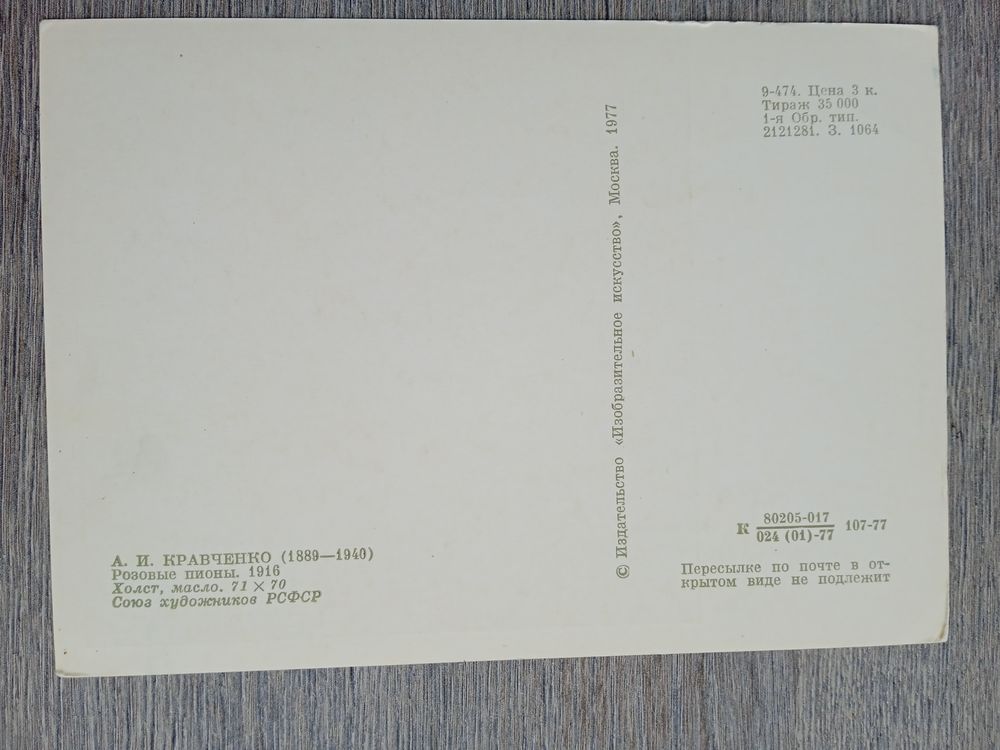 А. И. КРАВЧЕНКО (1889—1940)
Розовые пионы. 1916
Холст, масло. 71 × 70
Союз художников РСФСР
© Издательство «Изобразительное искусство», Москва. 1977
9-474. Цена 3 к.
Тираж 35 000
1-я Обр. тип.
2121281. З. 1064
К 80205-017
024 (01)-77 107-77
Пересылке по почте в от-
крытом виде не подлежит